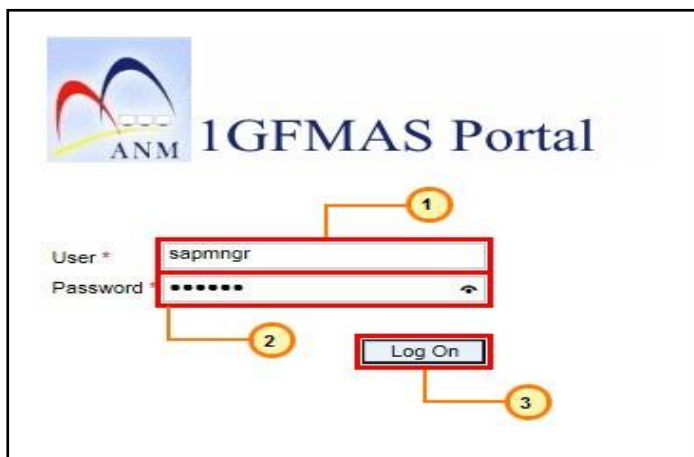 ANM 1GFMAS Portal
1
User * sapmngr
Password * ••••••
2
Log On
3